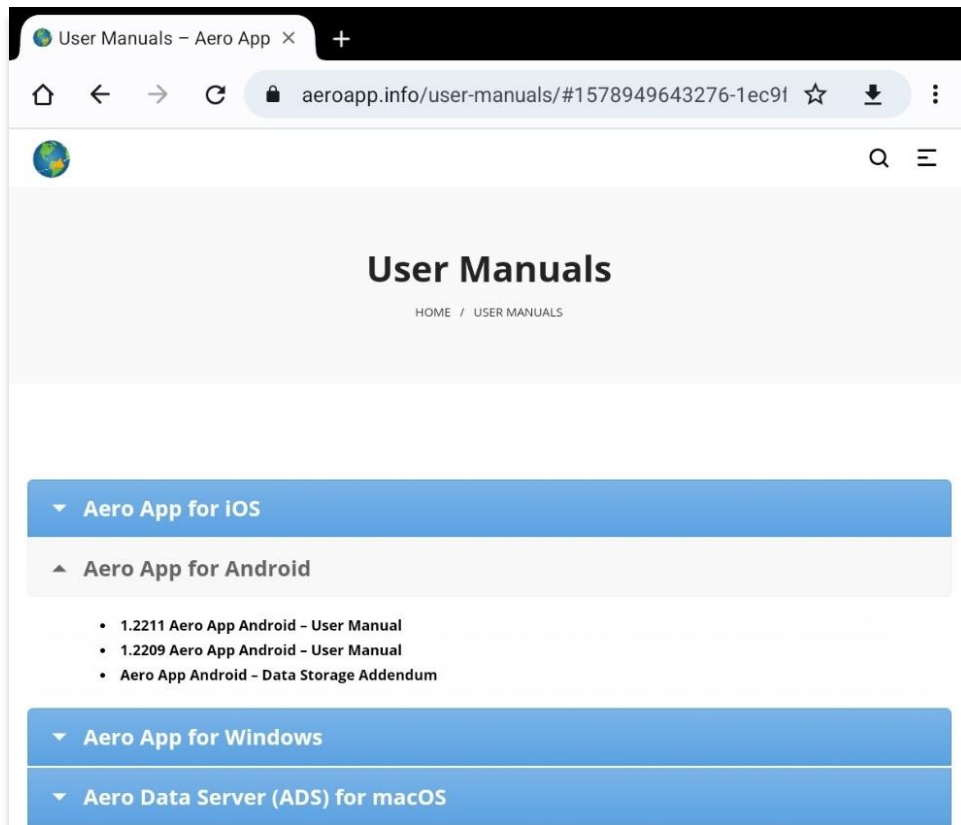 User Manuals – Aero App
aeroapp.info/user-manuals/#1578949643276-1ec9f
User Manuals
HOME / USER MANUALS
Aero App for iOS
Aero App for Android
• 1.2211 Aero App Android – User Manual
• 1.2209 Aero App Android – User Manual
• Aero App Android – Data Storage Addendum
Aero App for Windows
Aero Data Server (ADS) for macOS